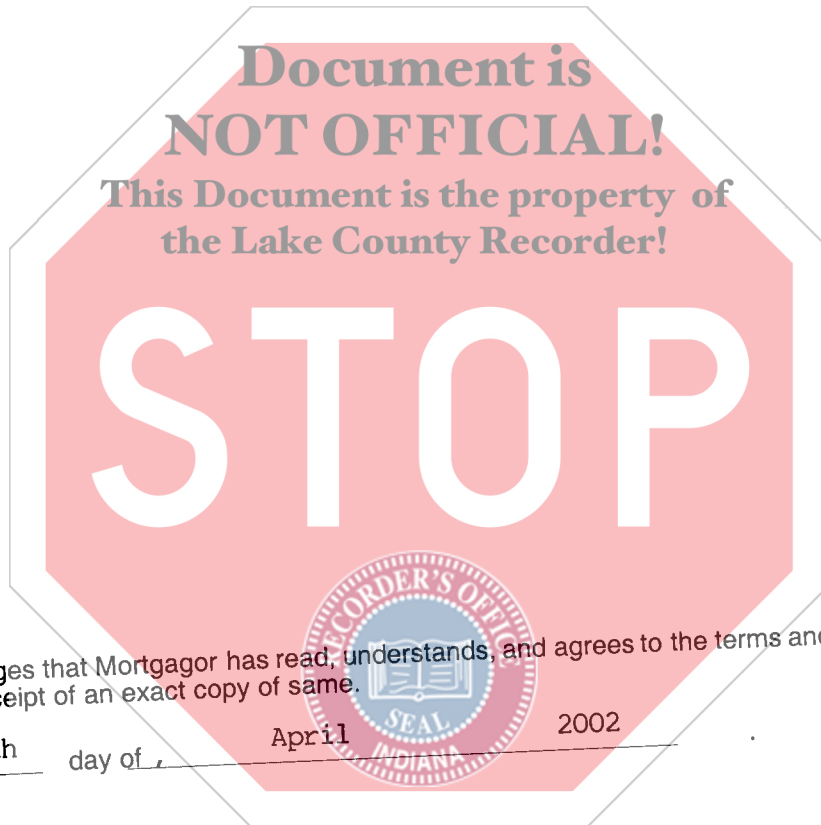 Document is
NOT OFFICIAL!
This Document is the property of
the Lake County Recorder!
STOP
RECORDER'S OFFICE
ges that Mortgagor has read, understands, and agrees to the terms and
eipt of an exact copy of same.
h day of , April 2002 .
SEAL
INDIANA